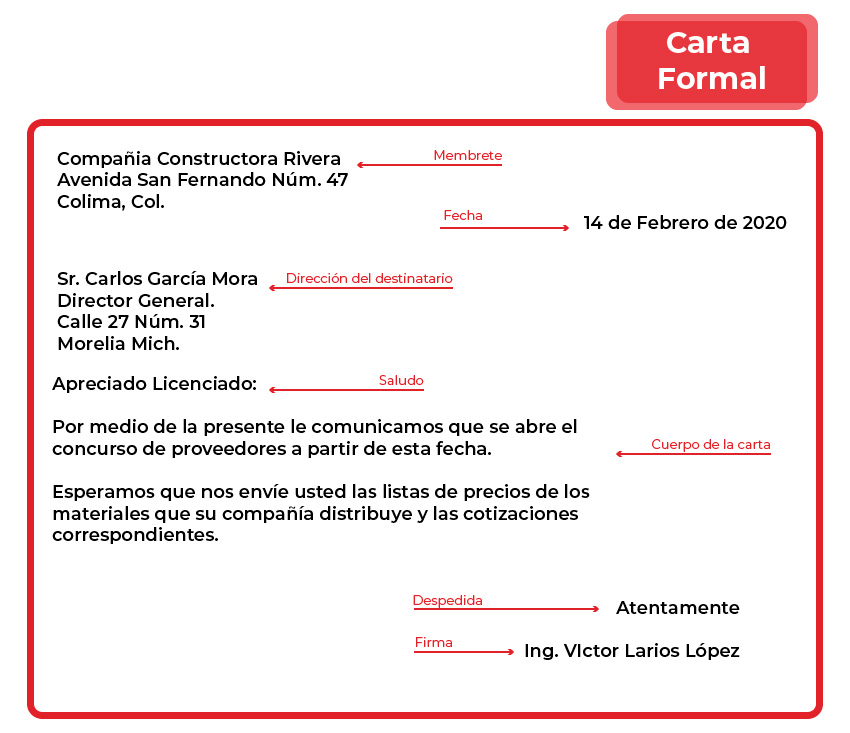 Carta
Formal
Compañia Constructora Rivera
Membrete
Avenida San Fernando Núm. 47
Colima, Col.
Fecha
14 de Febrero de 2020
Sr. Carlos García Mora
Dirección del destinatario
Director General.
Calle 27 Núm. 31
Morelia Mich.
Apreciado Licenciado:
Saludo
Por medio de la presente le comunicamos que se abre el
concurso de proveedores a partir de esta fecha.
Cuerpo de la carta
Esperamos que nos envíe usted las listas de precios de los
materiales que su compañía distribuye y las cotizaciones
correspondientes.
Despedida
Atentamente
Firma
Ing. VIctor Larios López